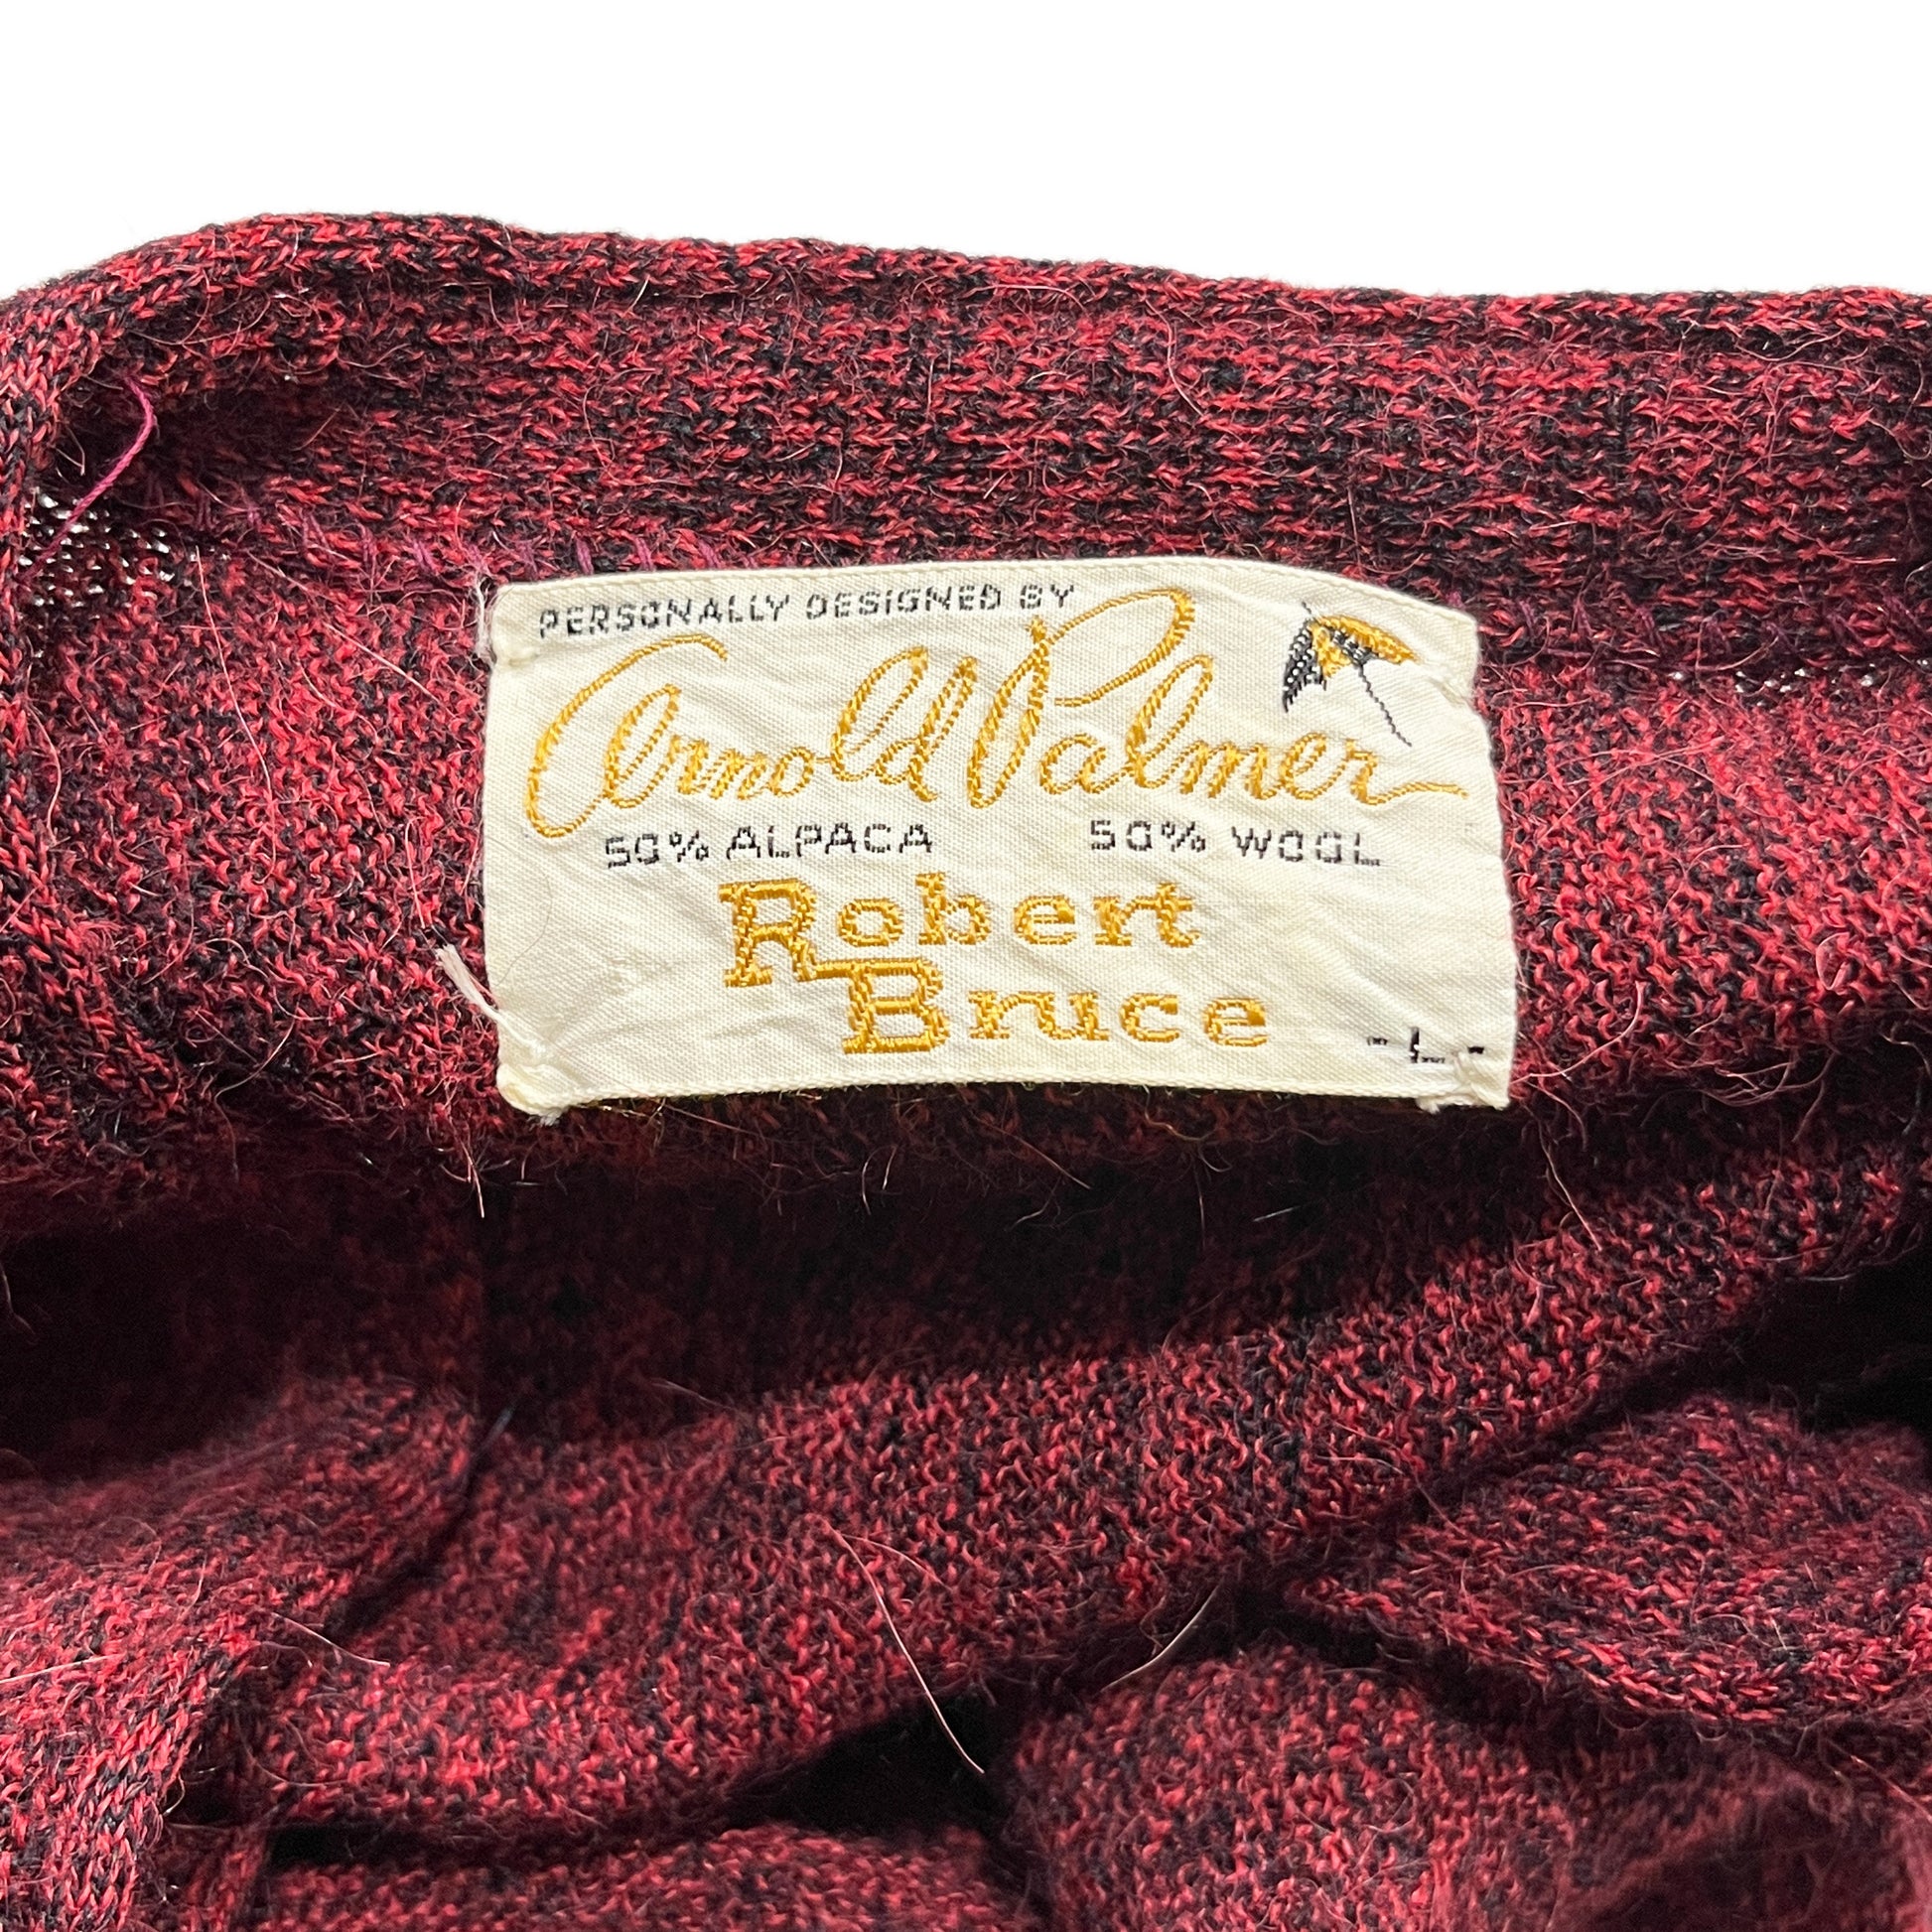 PERSONALLY DESIGNED BY
Arnold Palmer
50% ALPACA 50% WOOL
Robert
Bruce
- L -